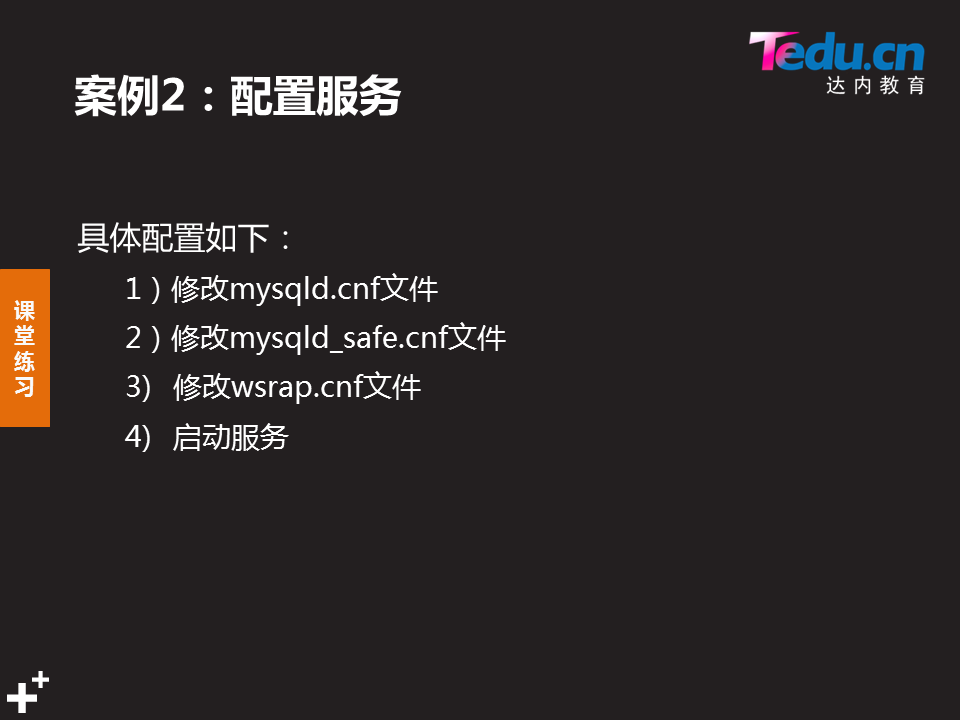 Tedu.cn
达内教育
案例2：配置服务
具体配置如下：
1）修改mysqld.cnf文件
2）修改mysqld_safe.cnf文件
3) 修改wsrap.cnf文件
4) 启动服务
课堂练习